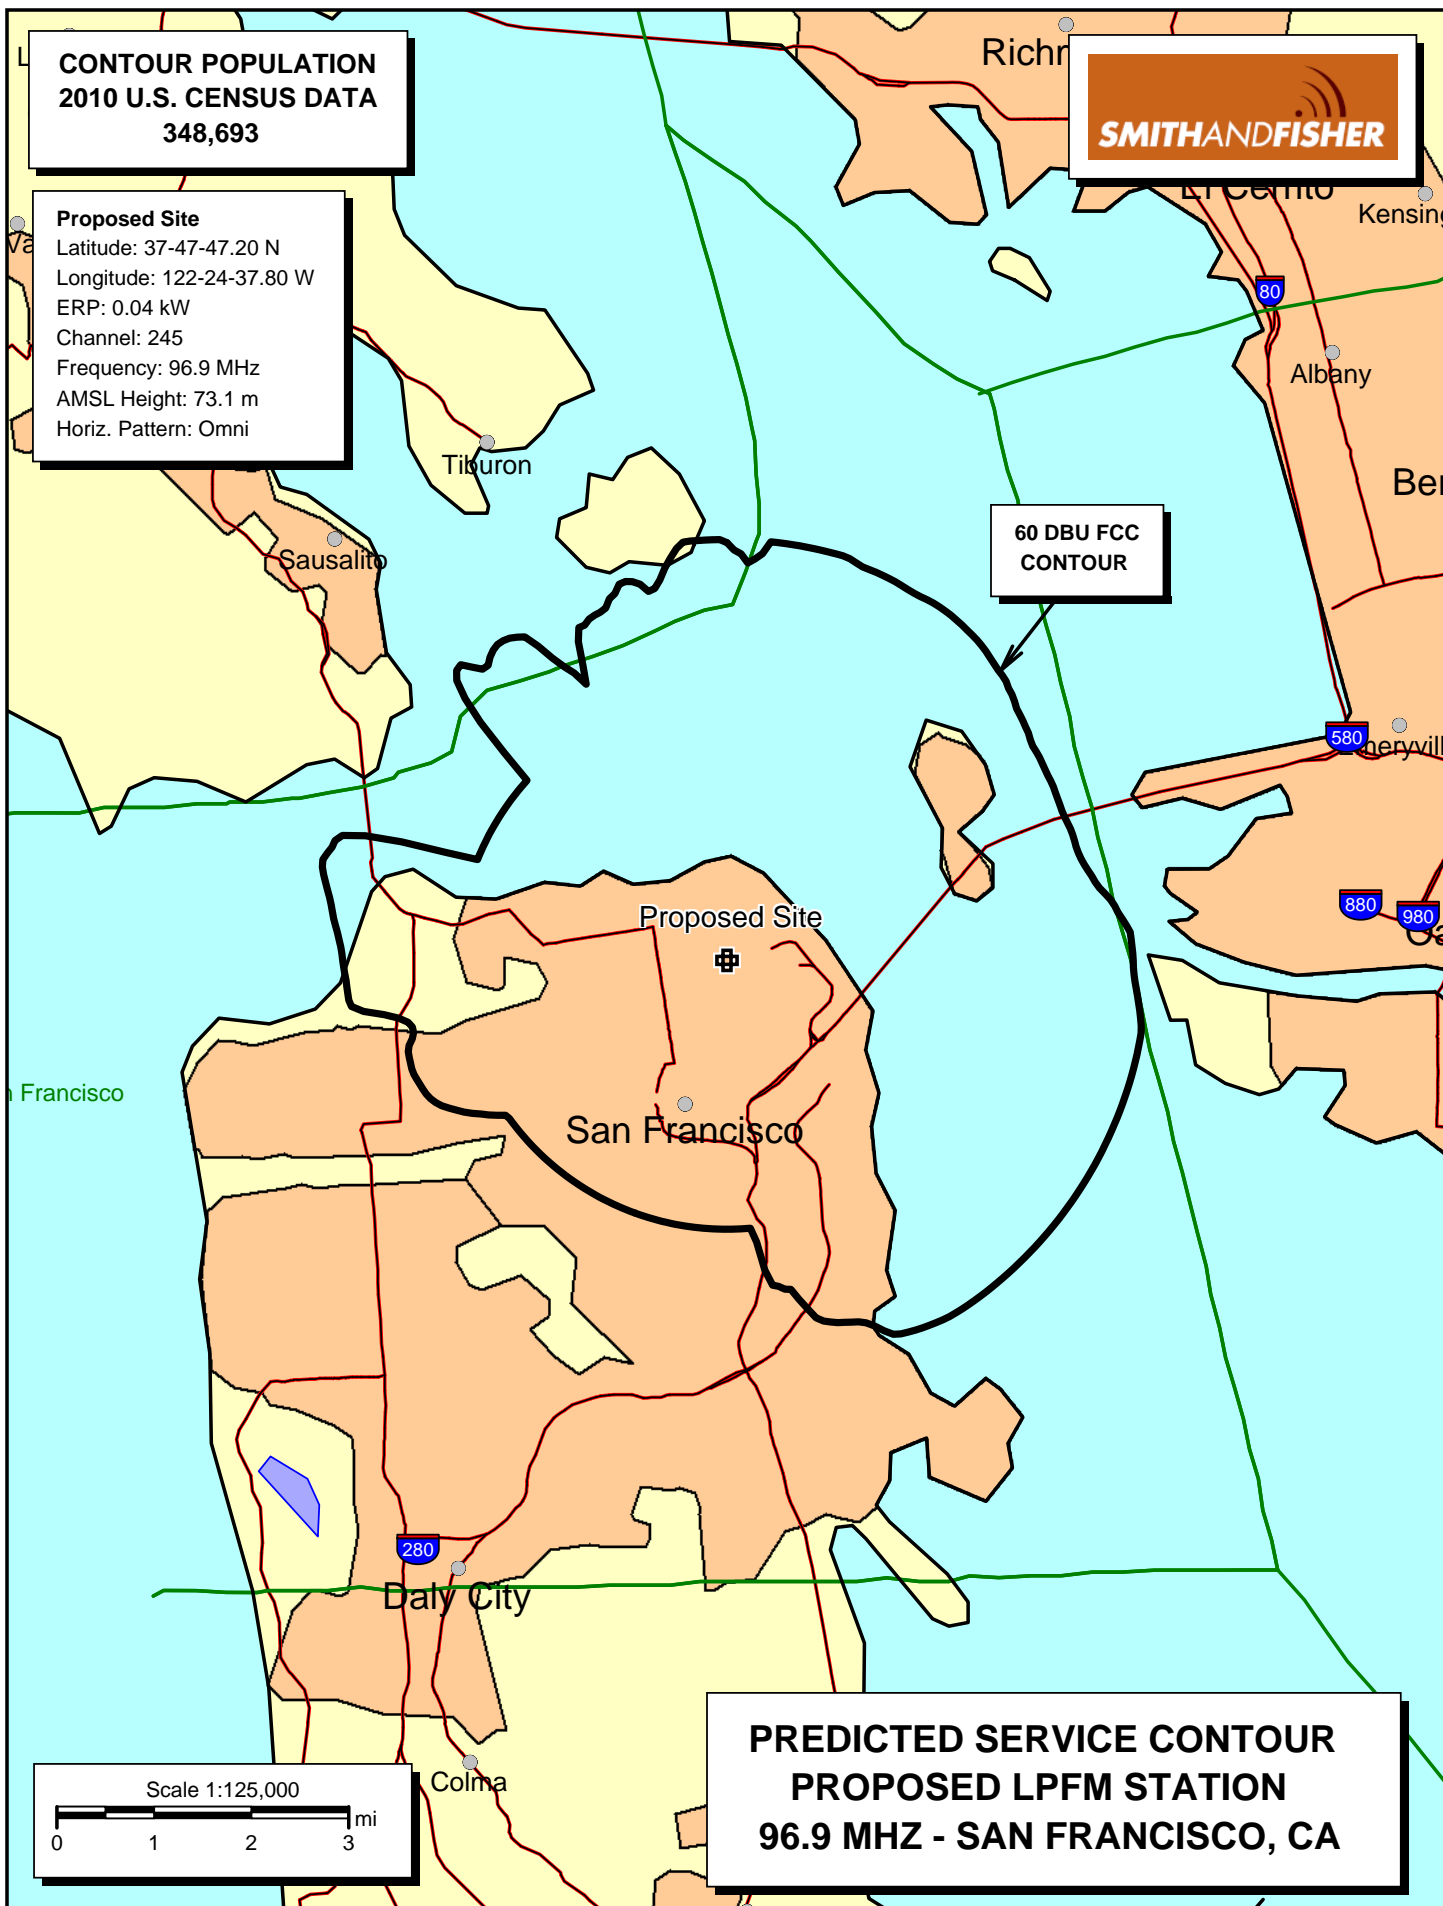 CONTOUR POPULATION
2010 U.S. CENSUS DATA
348,693
SMITHANDFISHER
Proposed Site
Latitude: 37-47-47.20 N
Longitude: 122-24-37.80 W
ERP: 0.04 kW
Channel: 245
Frequency: 96.9 MHz
AMSL Height: 73.1 m
Horiz. Pattern: Omni
El Cerrito
80
Albany
Tiburon
Sausalito
60 DBU FCC
CONTOUR
580
880
980
Proposed Site
San Francisco
n Francisco
280
Daly City
Colma
Scale 1:125,000
mi
0 1 2 3
PREDICTED SERVICE CONTOUR
PROPOSED LPFM STATION
96.9 MHZ - SAN FRANCISCO, CA